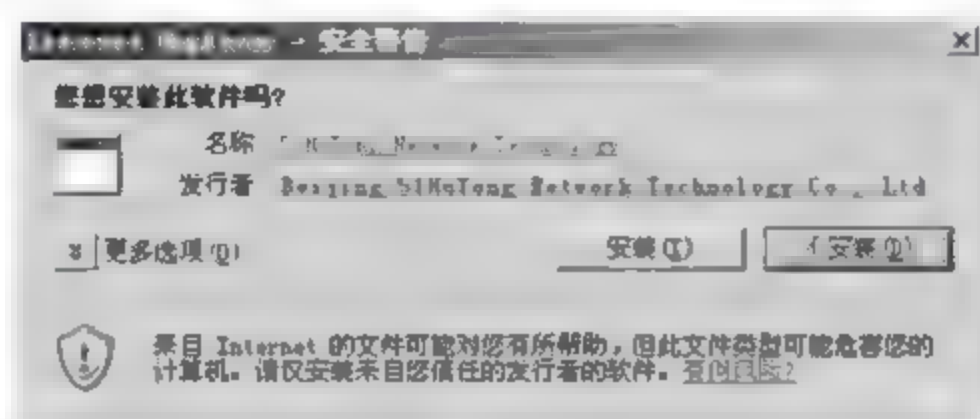 Internet Explorer - 安全警告
您想安装此软件吗?
名称
发行者 Beijing Network Technology Co., Ltd
更多选项(O)
安装(I)
不安装(D)
来自 Internet 的文件可能对您有所帮助，但此文件类型可能危害您的
计算机。请仅安装来自您信任的发行者的软件。有何风险?